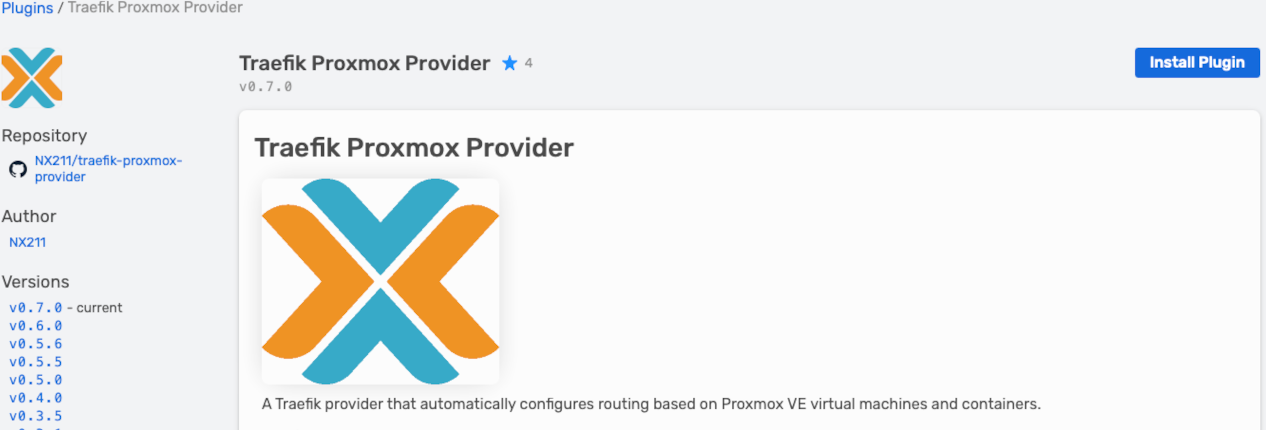 Plugins / Traefik Proxmox Provider
Traefik Proxmox Provider 4
v0.7.0
Install Plugin
Repository
NX211/traefik-proxmox-
provider
Author
NX211
Versions
v0.7.0 - current
v0.6.0
v0.5.6
v0.5.5
v0.5.0
v0.4.0
v0.3.5
Traefik Proxmox Provider
A Traefik provider that automatically configures routing based on Proxmox VE virtual machines and containers.